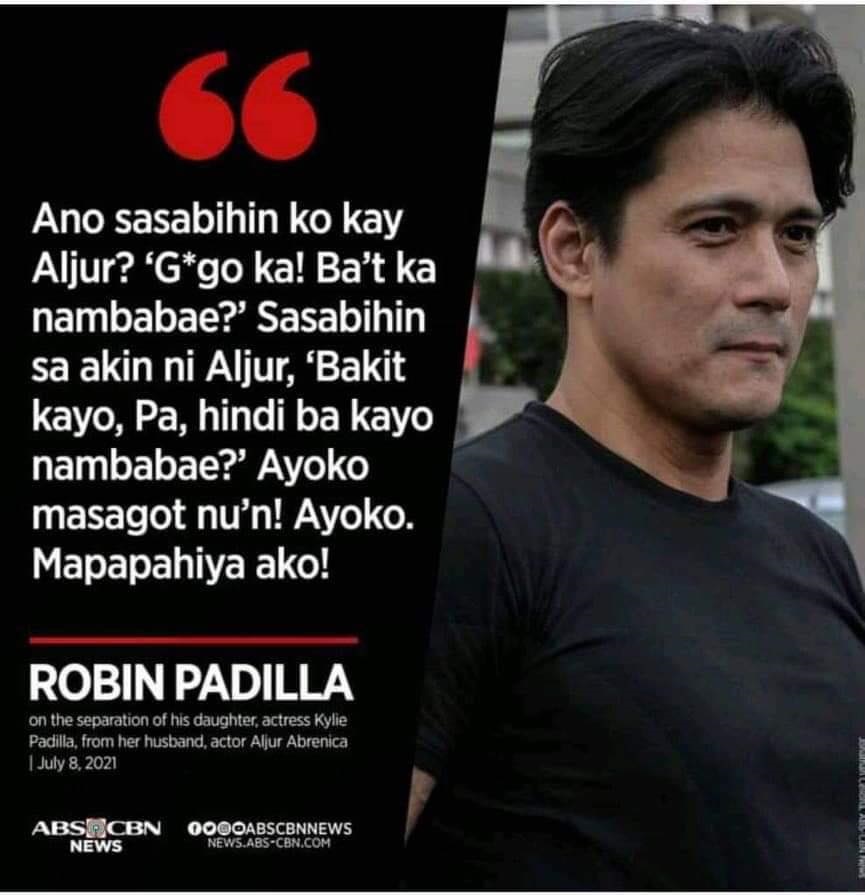 Ano sasabihin ko kay
Aljur? ‘G*go ka! Ba’t ka
nambabae?’ Sasabihin
sa akin ni Aljur, ‘Bakit
kayo, Pa, hindi ba kayo
nambabae?’ Ayoko
masagot nu’n! Ayoko.
Mapapahiya ako!
ROBIN PADILLA
on the separation of his daughter, actress Kylie
Padilla, from her husband, actor Aljur Abrenica
| July 8, 2021
ABS CBN
NEWS
ABSCBNNEWS
NEWS.ABS-CBN.COM